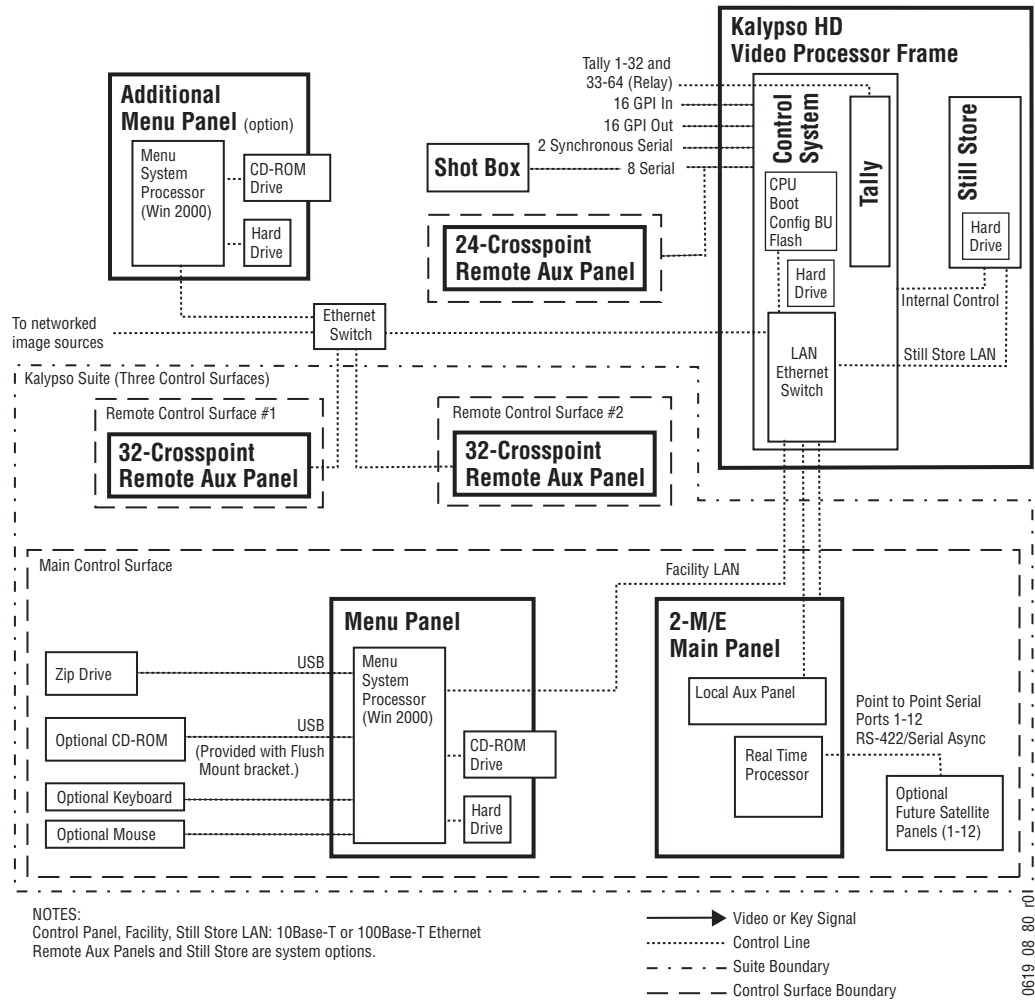 Kalypso HD
Video Processor Frame
Tally 1-32 and
33-64 (Relay)
16 GPI In
16 GPI Out
2 Synchronous Serial
8 Serial
Control
System
Tally
Still Store
CPU
Boot
Config BU
Flash
Hard
Drive
Hard
Drive
Internal Control
LAN
Ethernet
Switch
Still Store LAN
Additional
Menu Panel (option)
Menu
System
Processor
(Win 2000)
CD-ROM
Drive
Hard
Drive
Shot Box
24-Crosspoint
Remote Aux Panel
To networked
image sources
Ethernet
Switch
Kalypso Suite (Three Control Surfaces)
Remote Control Surface #1
32-Crosspoint
Remote Aux Panel
Remote Control Surface #2
32-Crosspoint
Remote Aux Panel
Main Control Surface
Facility LAN
Menu Panel
Menu
System
Processor
(Win 2000)
CD-ROM
Drive
Hard
Drive
Zip Drive
USB
Optional CD-ROM
USB
(Provided with Flush
Mount bracket.)
Optional Keyboard
Optional Mouse
2-M/E
Main Panel
Local Aux Panel
Real Time
Processor
Point to Point Serial
Ports 1-12
RS-422/Serial Async
Optional
Future Satellite
Panels (1-12)
NOTES:
Control Panel, Facility, Still Store LAN: 10Base-T or 100Base-T Ethernet
Remote Aux Panels and Still Store are system options.
Video or Key Signal
Control Line
Suite Boundary
Control Surface Boundary
0619_08_80_r0